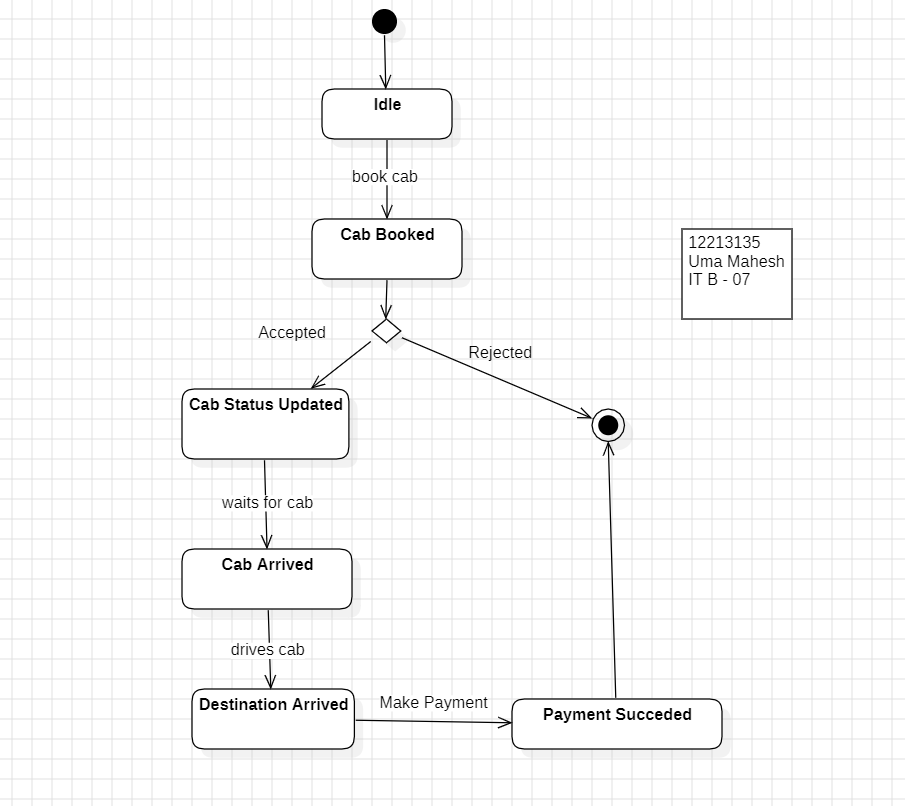 Idle
book cab
Cab Booked
12213135
Uma Mahesh
IT B - 07
Accepted
Rejected
Cab Status Updated
waits for cab
Cab Arrived
drives cab
Destination Arrived
Make Payment
Payment Succeded